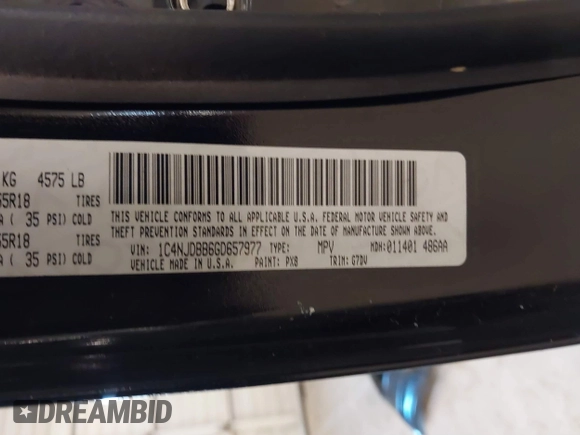 KG 4575 LB
55R18 TIRES
A ( 35 PSI) COLD
55R18 TIRES
A ( 35 PSI) COLD
THIS VEHICLE CONFORMS TO ALL APPLICABLE U.S.A. FEDERAL MOTOR VEHICLE SAFETY
AND THEFT PREVENTION STANDARDS IN EFFECT ON THE DATE OF MANUFACTURE SHOWN ABOVE.
VIN: 1C4NJDBB6GD657977 TYPE: MPV MDH:011401 486AA
VEHICLE MADE IN U.S.A. PAINT: PX8 TRIM: G7DV
DREAMBID